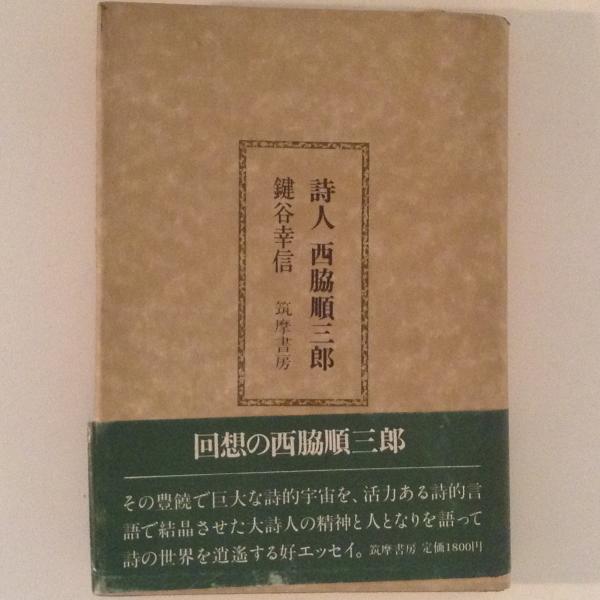 詩人 西脇順三郎
鍵谷幸信 筑摩書房
回想の西脇順三郎
その豊饒で巨大な詩的宇宙を、活力ある詩的言
語で結晶させた大詩人の精神と人となりを語って
詩の世界を逍遙する好エッセイ。筑摩書房 定価1800円